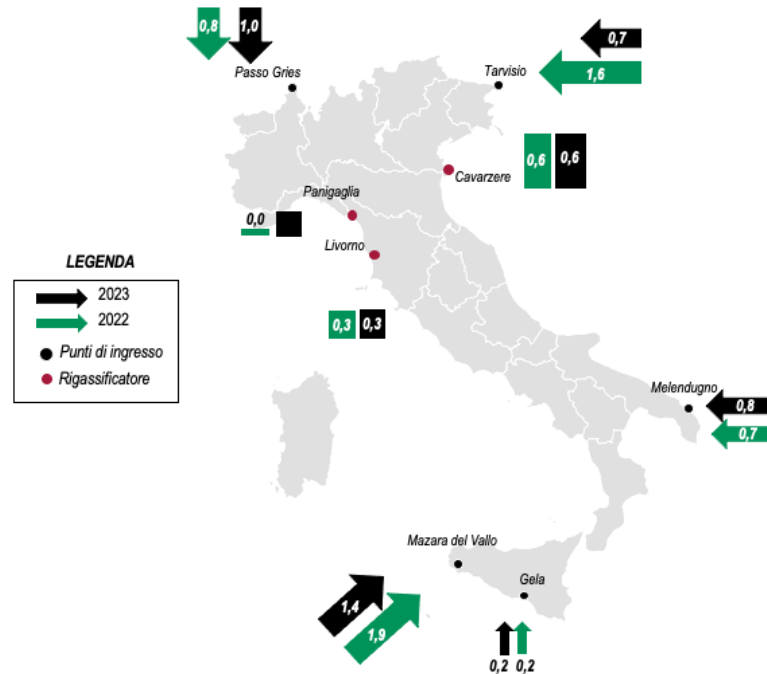 0,8
1,0
0,7
Passo Gries
Tarvisio
1,6
0,6
0,6
Cavarzere
Panigaglia
0,0
Livorno
LEGENDA
2023
2022
Punti di ingresso
Rigassificatore
0,3
0,3
Melendugno
0,8
0,7
Mazara del Vallo
Gela
1,4
1,9
0,2
0,2